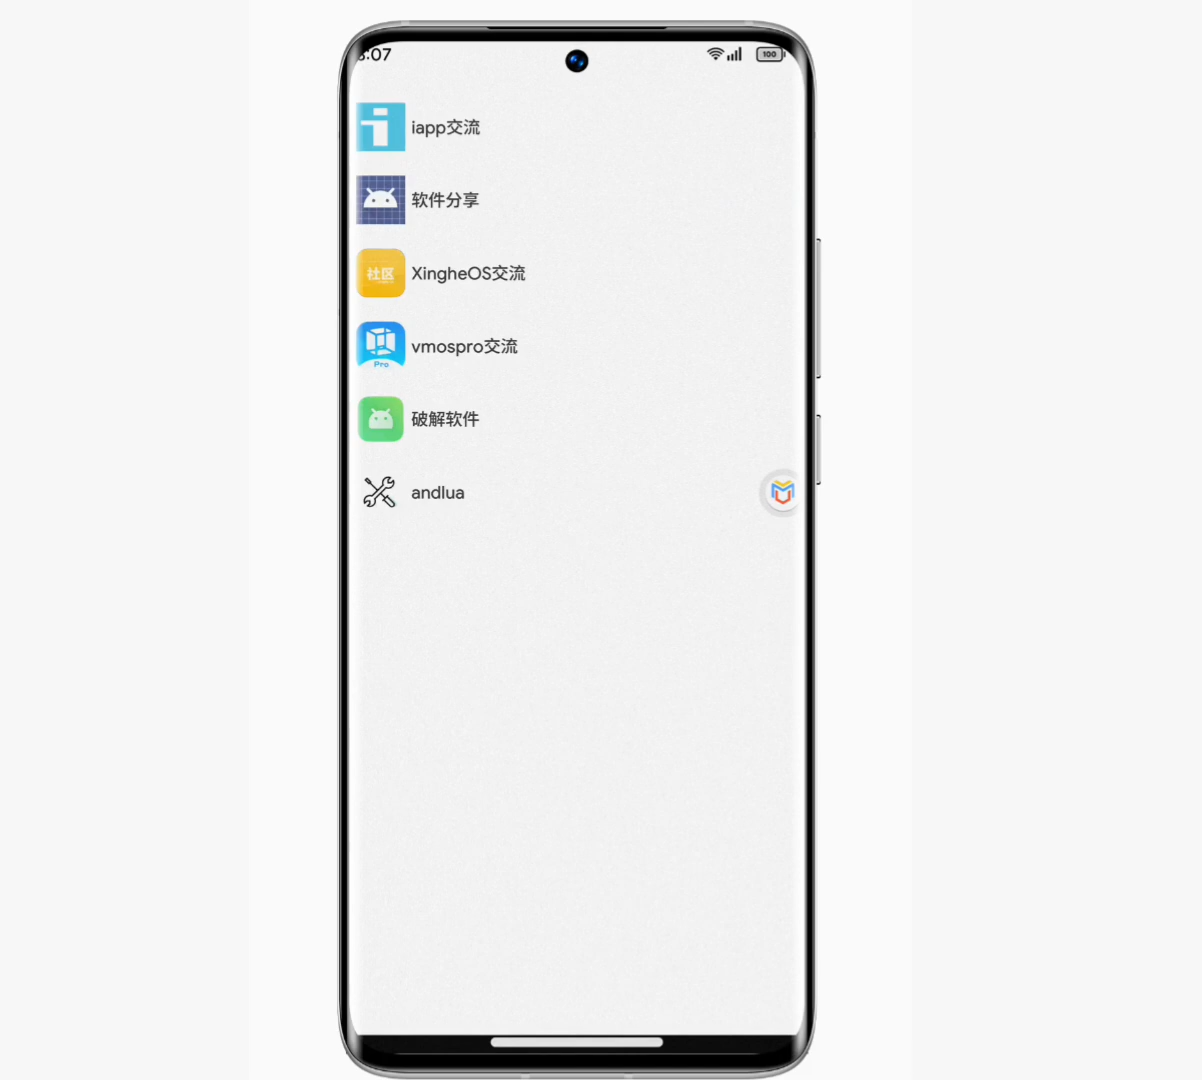 :07
100
iapp交流
软件分享
社区
XingheOS交流
Pro
vmospro交流
破解软件
andlua